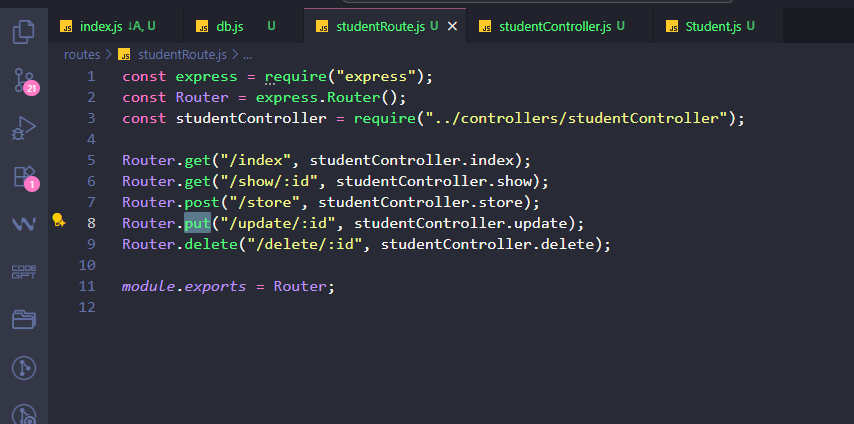 index.js ↓A, U db.js U studentRoute.js U studentController.js U Student.js U
routes > studentRoute.js > ...
1 const express = require("express");
2 const Router = express.Router();
3 const studentController = require("../controllers/studentController");
4
5 Router.get("/index", studentController.index);
6 Router.get("/show/:id", studentController.show);
7 Router.post("/store", studentController.store);
8 Router.put("/update/:id", studentController.update);
9 Router.delete("/delete/:id", studentController.delete);
10
11 module.exports = Router;
12
21
1
CODE
GPT
JS
JS
JS
JS
JS
JS